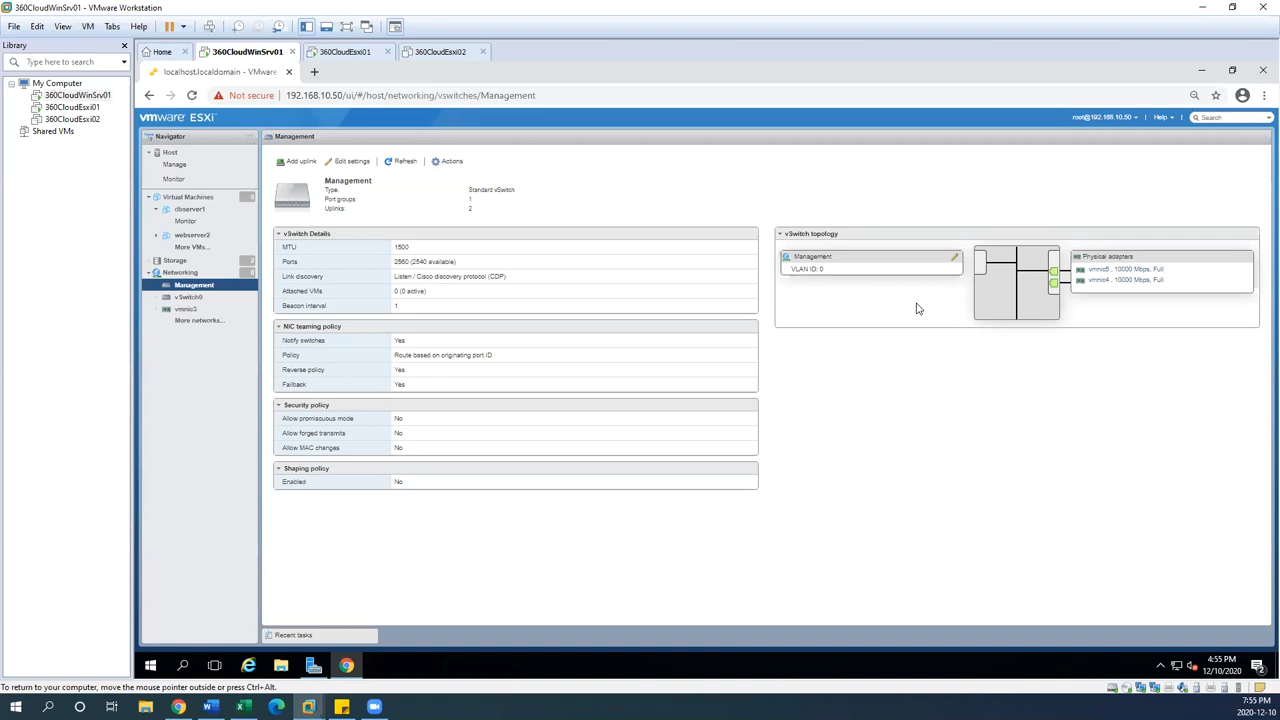 360CloudWinSrv01
File Edit View VM Tabs Help
Library
Type here to search
My Computer
360CloudWinSrv01
360CloudEsxi01
360CloudEsxi02
Shared VMs
Home
360CloudWinSrv01
360CloudEsxi01
360CloudEsxi02
localhost.localdomain - VMware
Not secure 192.168.10.50/ui/#/host/networking/vswitches/Management
vmware ESXi
root@192.168.10.50
Help
Search
Navigator
Host
Manage
Monitor
Virtual Machines
dbserver1
Monitor
webserver2
More VMs...
Storage
Networking
Management
vSwitch0
vmnic3
More networks...
Management
Add uplink Edit settings Refresh Actions
Management
Type: Standard vSwitch
Port groups: 1
Uplinks: 2
vSwitch Details
MTU 1500
Ports 2560 (2540 available)
Link discovery Listen / Cisco discovery protocol (CDP)
Attached VMs 0 (0 active)
Beacon interval 1
NIC teaming policy
Notify switches Yes
Policy Route based on originating port ID
Reverse policy Yes
Failback Yes
Security policy
Allow promiscuous mode No
Allow forged transmits No
Allow MAC changes No
Shaping policy
Enabled No
vSwitch topology
Management
VLAN ID: 0
Physical adapters
vmnic5 , 10000 Mbps, Full
vmnic4 , 10000 Mbps, Full
Recent tasks
4:55 PM
12/10/2020
To return to your computer, move the mouse pointer outside or press Ctrl+Alt.
7:55 PM
2020-12-10